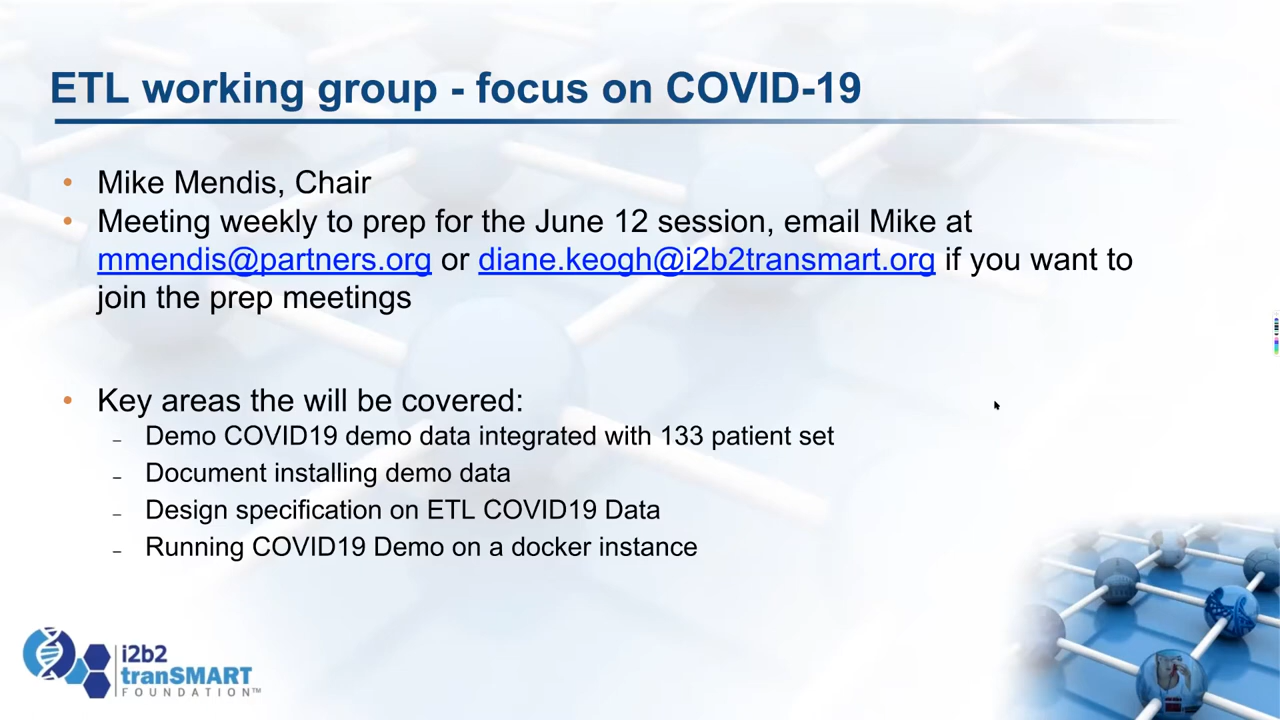 ETL working group - focus on COVID-19
• Mike Mendis, Chair
• Meeting weekly to prep for the June 12 session, email Mike at
mmendis@partners.org or diane.keogh@i2b2transmart.org if you want to
join the prep meetings
• Key areas the will be covered:
– Demo COVID19 demo data integrated with 133 patient set
– Document installing demo data
– Design specification on ETL COVID19 Data
– Running COVID19 Demo on a docker instance
i2b2
tranSMART
FOUNDATION™